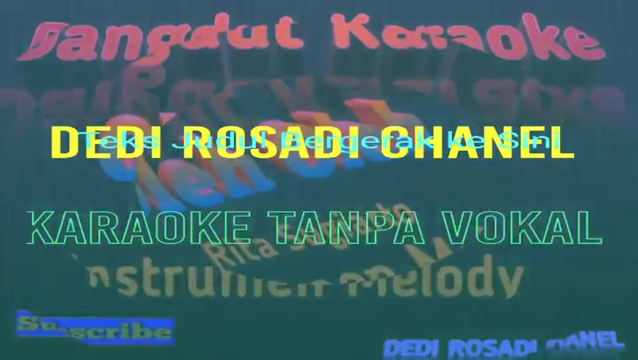 Dangdut Karaoke
DEDI ROSADI CHANEL
Teks Judul Bergerak ke Sini
KARAOKE TANPA VOKAL
Rita Sugiarto
Melody
Subscribe
DEDI ROSADI CHANEL